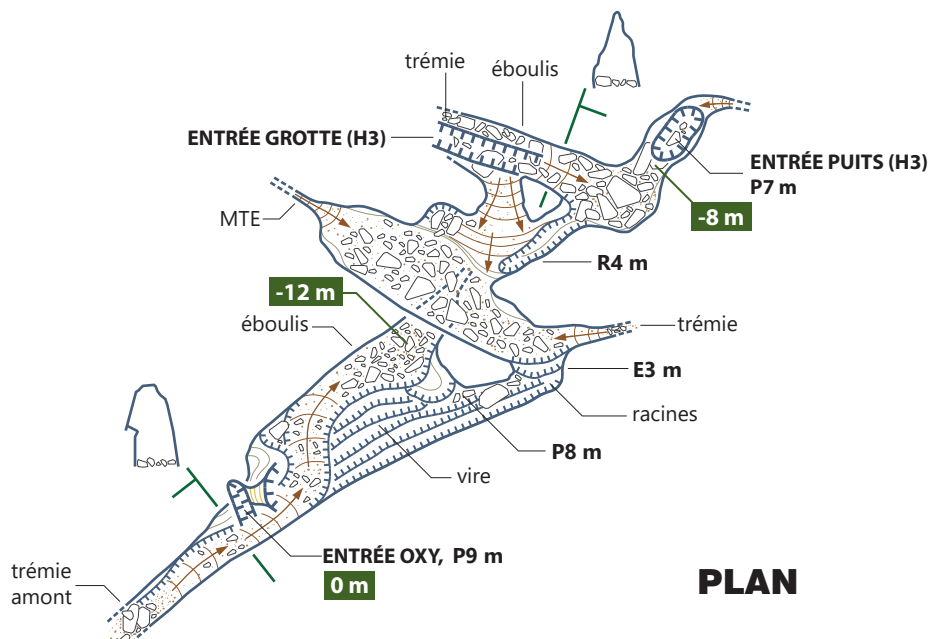 trémie
éboulis
ENTRÉE GROTTE (H3)
ENTRÉE PUITS (H3)
P7 m
-8 m
MTE
R4 m
-12 m
éboulis
trémie
E3 m
racines
P8 m
vire
ENTRÉE OXY, P9 m
0 m
trémie
amont
PLAN